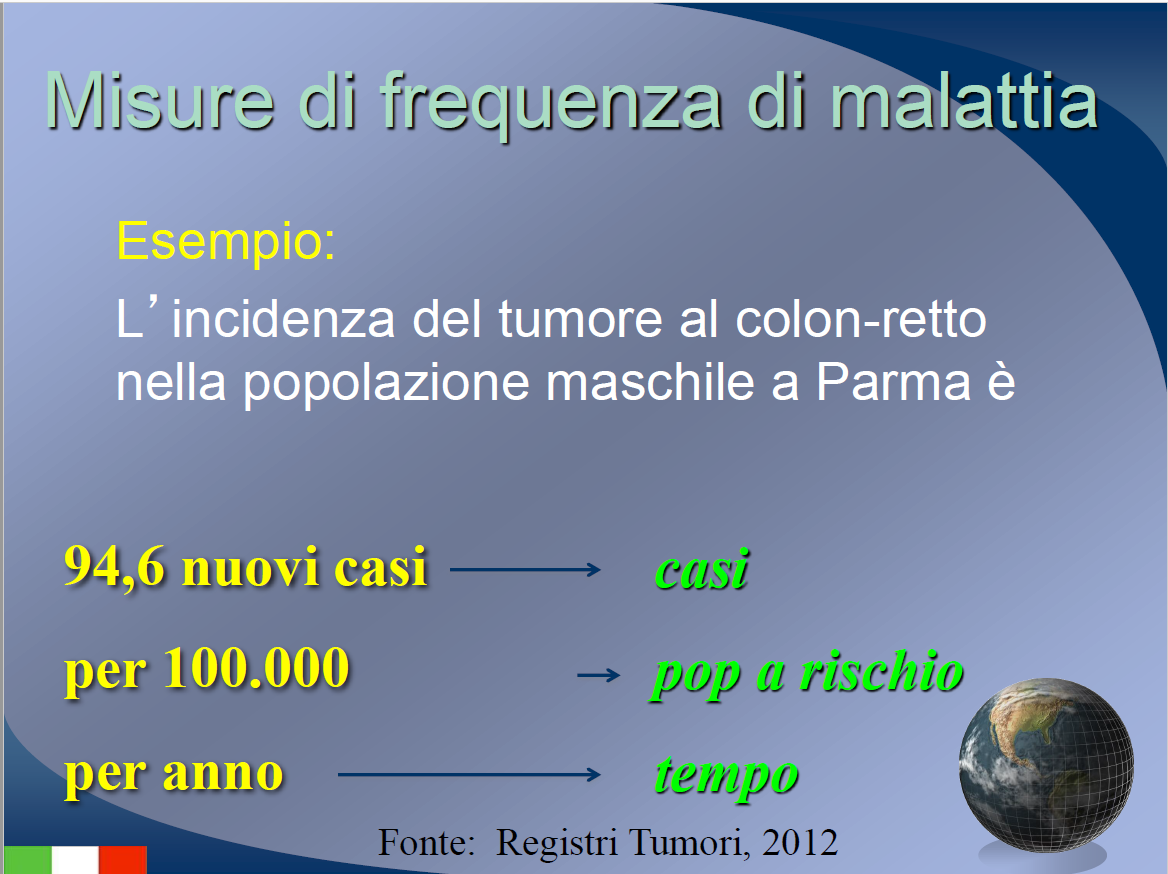 Misure di frequenza di malattia
Esempio:
L’incidenza del tumore al colon-retto
nella popolazione maschile a Parma è
94,6 nuovi casi casi
per 100.000 pop a rischio
per anno tempo
Fonte: Registri Tumori, 2012